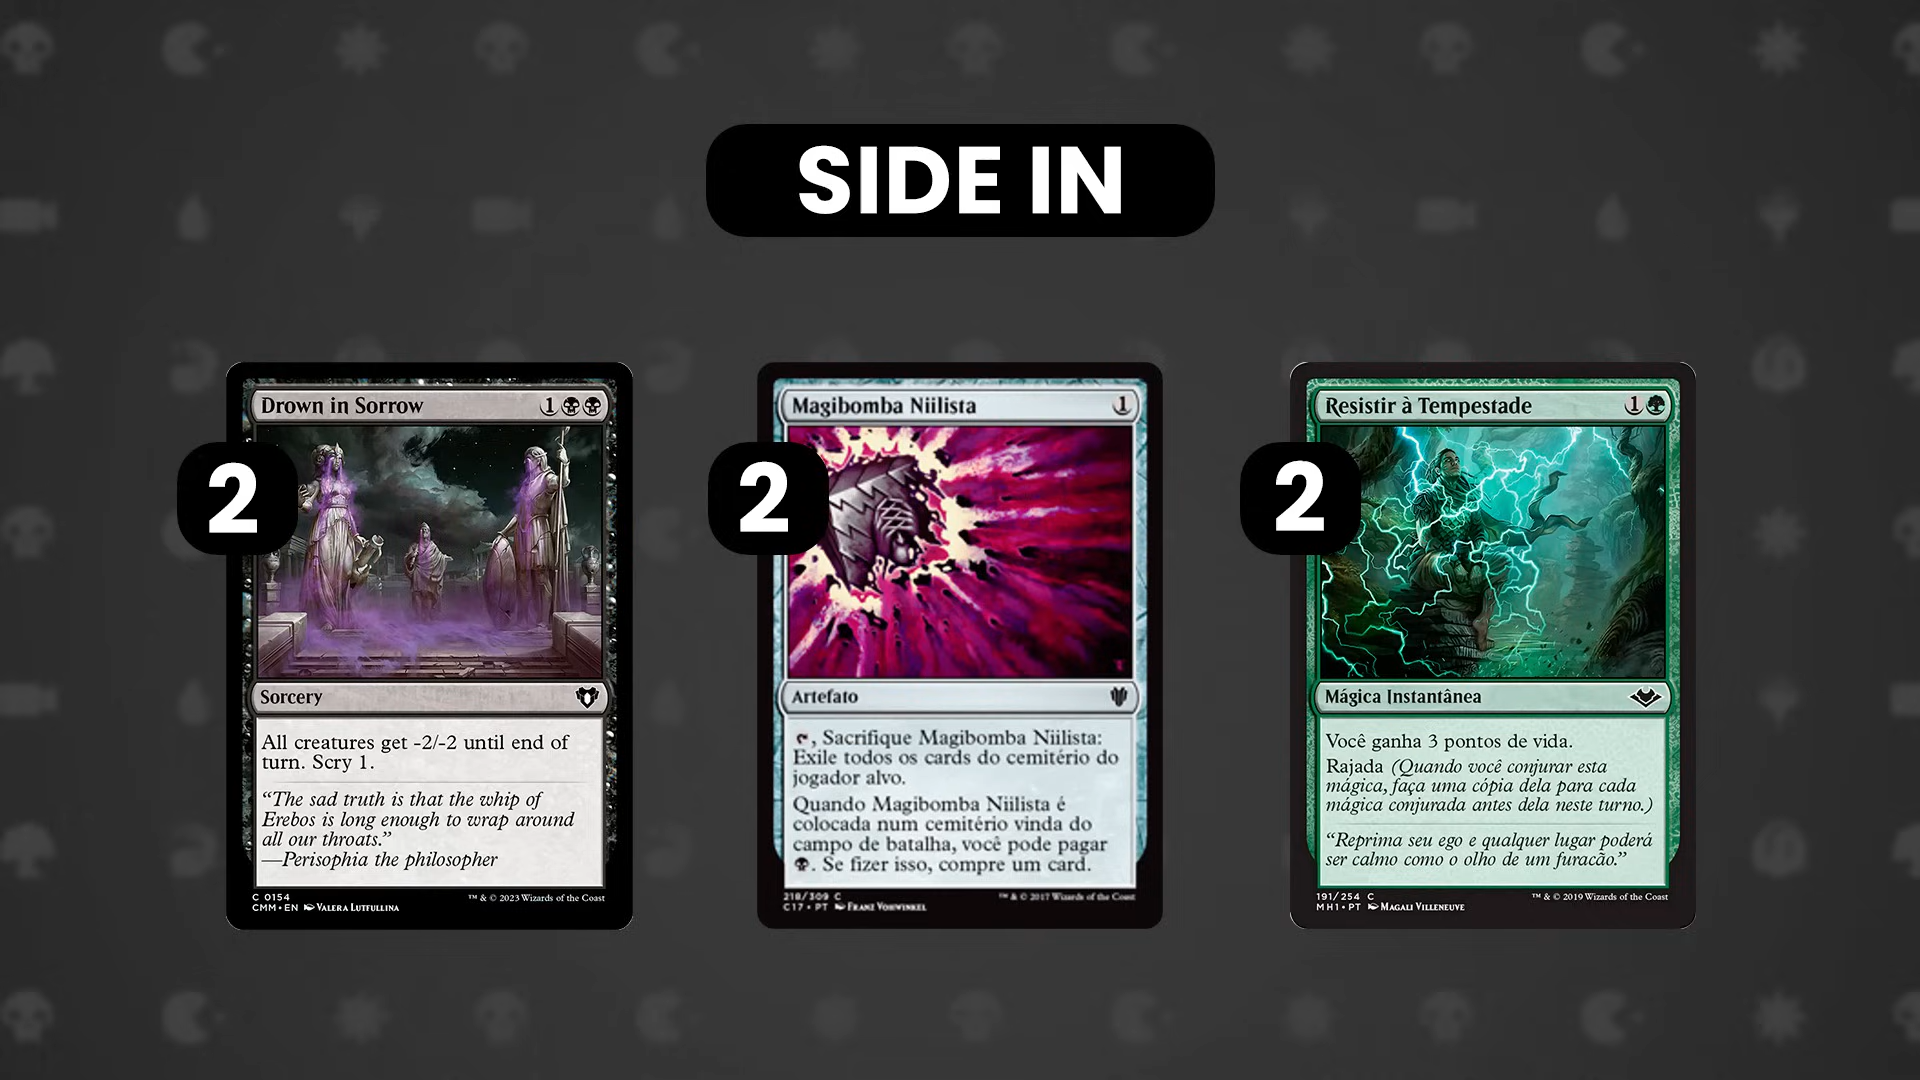 SIDE IN
2
Drown in Sorrow 1
Sorcery
All creatures get -2/-2 until end of
turn. Scry 1.
“The sad truth is that the whip of
Erebos is long enough to wrap around
all our throats.”
—Perisophia the philosopher
C 0154
CMM • EN VALERA LUTFULLINA
™ & © 2023 Wizards of the Coast
2
Magibomba Niilista 1
Artefato
, Sacrifique Magibomba Niilista:
Exile todos os cards do cemitério do
jogador alvo.
Quando Magibomba Niilista é
colocada num cemitério vinda do
campo de batalha, você pode pagar
. Se fizer isso, compre um card.
218/309 C
C17 • PT FRANZ VOHWINKEL
™ & © 2017 Wizards of the Coast
2
Resistir à Tempestade 1
Mágica Instantânea
Você ganha 3 pontos de vida.
Rajada (Quando você conjurar esta
mágica, faça uma cópia dela para cada
mágica conjurada antes dela neste turno.)
“Reprima seu ego e qualquer lugar poderá
ser calmo como o olho de um furacão.”
191/254 C
MH1 • PT MAGALI VILLENEUVE
™ & © 2019 Wizards of the Coast